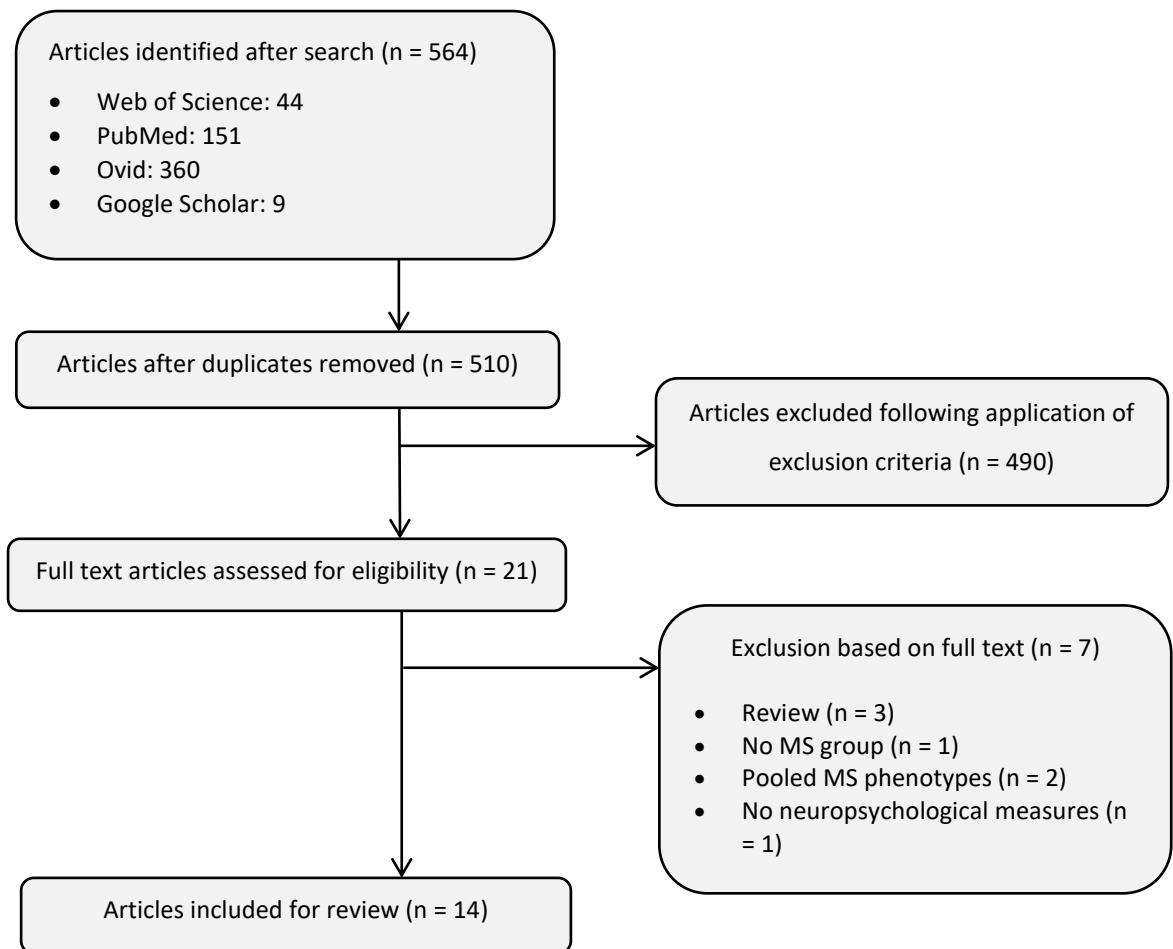 Articles identified after search (n = 564)
• Web of Science: 44
• PubMed: 151
• Ovid: 360
• Google Scholar: 9
Articles after duplicates removed (n = 510)
Articles excluded following application of
exclusion criteria (n = 490)
Full text articles assessed for eligibility (n = 21)
Exclusion based on full text (n = 7)
• Review (n = 3)
• No MS group (n = 1)
• Pooled MS phenotypes (n = 2)
• No neuropsychological measures (n
= 1)
Articles included for review (n = 14)